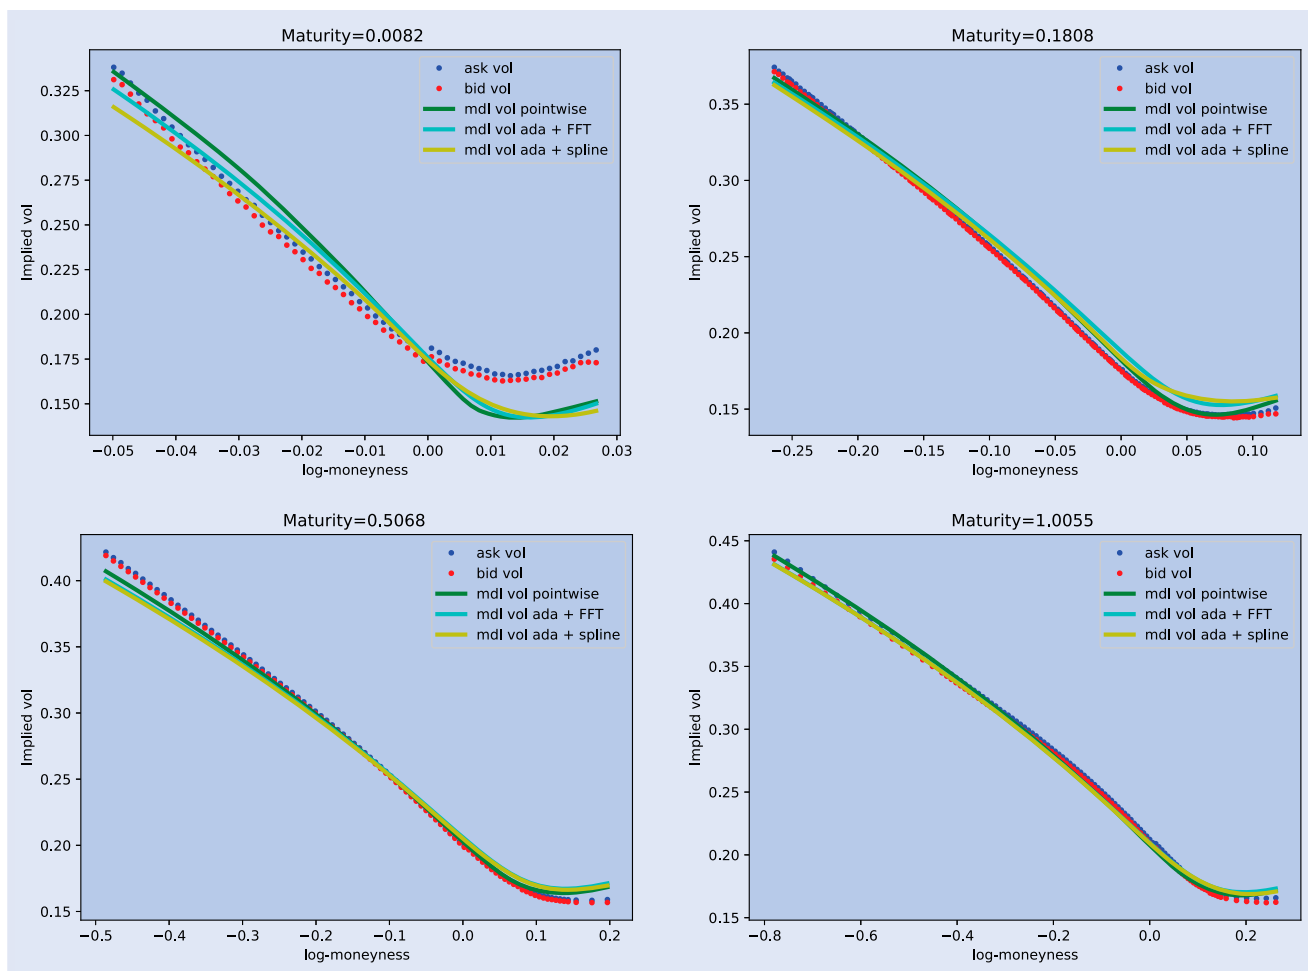 Maturity=0.0082
ask vol
bid vol
mdl vol pointwise
mdl vol ada + FFT
mdl vol ada + spline
Implied vol
0.325
0.300
0.275
0.250
0.225
0.200
0.175
0.150
−0.05 −0.04 −0.03 −0.02 −0.01 0.00 0.01 0.02 0.03
log-moneyness
Maturity=0.1808
ask vol
bid vol
mdl vol pointwise
mdl vol ada + FFT
mdl vol ada + spline
Implied vol
0.35
0.30
0.25
0.20
0.15
−0.25 −0.20 −0.15 −0.10 −0.05 0.00 0.05 0.10
log-moneyness
Maturity=0.5068
ask vol
bid vol
mdl vol pointwise
mdl vol ada + FFT
mdl vol ada + spline
Implied vol
0.40
0.35
0.30
0.25
0.20
0.15
−0.5 −0.4 −0.3 −0.2 −0.1 0.0 0.1 0.2
log-moneyness
Maturity=1.0055
ask vol
bid vol
mdl vol pointwise
mdl vol ada + FFT
mdl vol ada + spline
Implied vol
0.45
0.40
0.35
0.30
0.25
0.20
0.15
−0.8 −0.6 −0.4 −0.2 0.0 0.2
log-moneyness